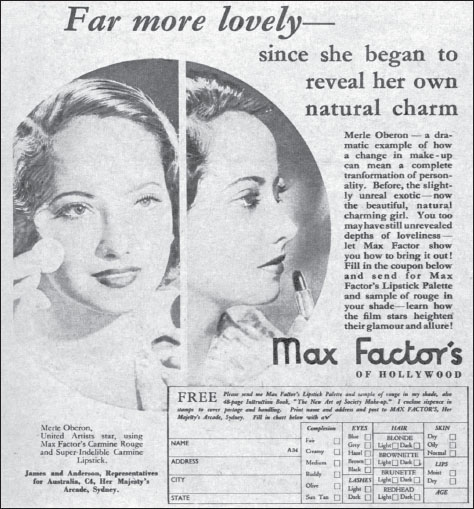 Far more lovely—
since she began to
reveal her own
natural charm
Merle Oberon — a dra-
matic example of how
a change in make-up
can mean a complete
tranformation of person-
ality. Before, the slight-
ly unreal exotic—now
the beautiful, natural
charming girl. You too
may have still unrevealed
depths of loveliness —
let Max Factor show
you how to bring it out!
Fill in the coupon below
and send for Max
Factor's Lipstick Palette
and sample of rouge in
your shade—learn how
the film stars heighten
their glamour and allure!
Max Factor's
OF HOLLYWOOD
Merle Oberon,
United Artists star, using
Max Factor's Carmine Rouge
and Super-Indelible Carmine
Lipstick.
James and Anderson, Representatives
for Australia, C4, Her Majesty's
Arcade, Sydney.
FREE Please send me Max Factor's Lipstick Palette and sample of rouge in my shade, also
48-page Instruction Book, "The New Art of Society Make-up." I enclose sixpence in
stamps to cover postage and handling. Print name and address and post to MAX FACTOR'S, Her
Majesty's Arcade, Sydney. Fill in chart below with a ✓
NAME
A34
ADDRESS
CITY
STATE
Complexion
Fair
Creamy
Medium
Ruddy
Olive
Sun Tan
EYES
Blue
Grey
Hazel
Brown
Black
LASHES
Light
Dark
HAIR
BLONDE
Light Dark
BROWNETTE
Light Dark
BRUNETTE
Light Dark
REDHEAD
Light Dark
SKIN
Dry
Oily
Normal
LIPS
Moist
Dry
AGE